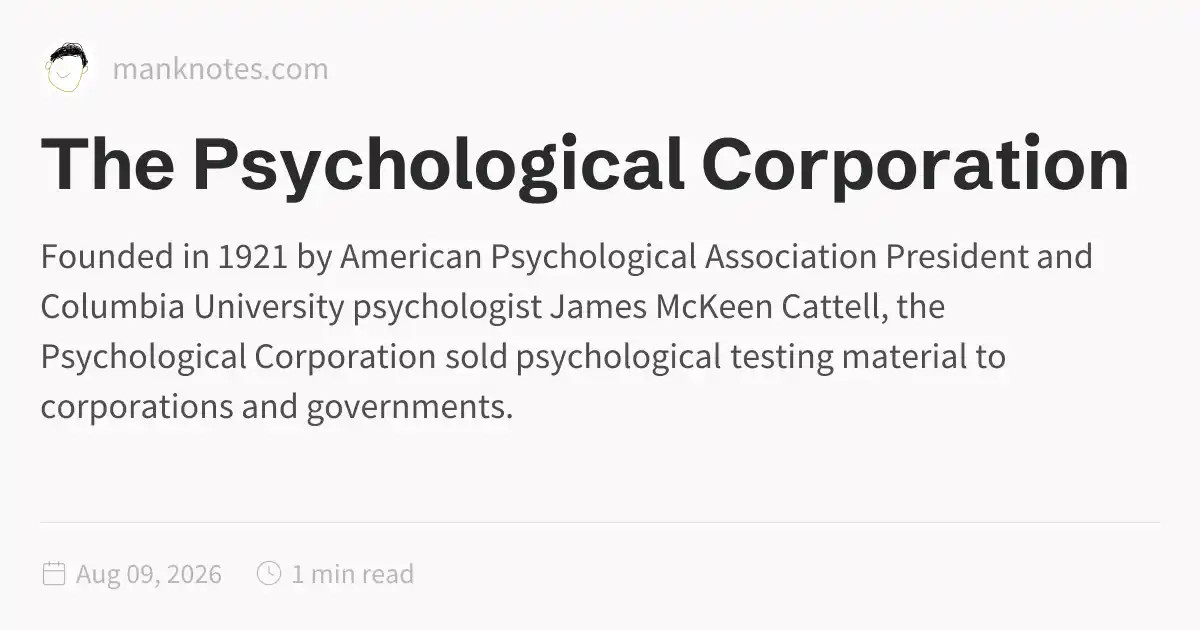 manknotes.com
The Psychological Corporation
Founded in 1921 by American Psychological Association President and
Columbia University psychologist James McKeen Cattell, the
Psychological Corporation sold psychological testing material to
corporations and governments.
Aug 09, 2026 1 min read